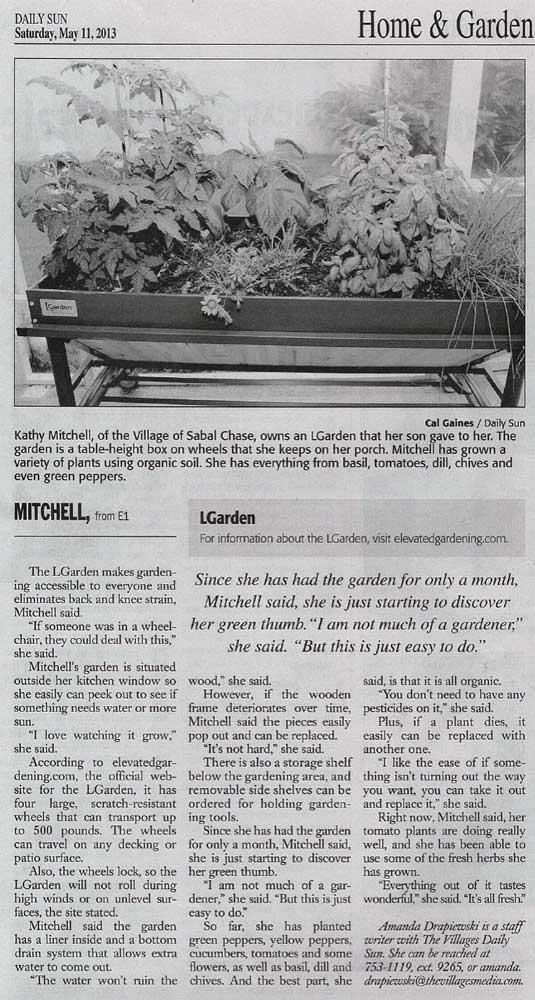 DAILY SUN
Saturday, May 11, 2013
Home & Garden
LGarden
Cal Gaines / Daily Sun
Kathy Mitchell, of the Village of Sabal Chase, owns an LGarden that her son gave to her. The
garden is a table-height box on wheels that she keeps on her porch. Mitchell has grown a
variety of plants using organic soil. She has everything from basil, tomatoes, dill, chives and
even green peppers.
MITCHELL, from E1
The LGarden makes garden-
ing accessible to everyone and
eliminates back and knee strain,
Mitchell said.
“If someone was in a wheel-
chair, they could deal with this,”
she said.
Mitchell’s garden is situated
outside her kitchen window so
she easily can peek out to see if
something needs water or more
sun.
“I love watching it grow,”
she said.
According to elevatedgar-
dening.com, the official web-
site for the LGarden, it has
four large, scratch-resistant
wheels that can transport up
to 500 pounds. The wheels
can travel on any decking or
patio surface.
Also, the wheels lock, so the
LGarden will not roll during
high winds or on unlevel sur-
faces, the site stated.
Mitchell said the garden
has a liner inside and a bottom
drain system that allows extra
water to come out.
“The water won’t ruin the
LGarden
For information about the LGarden, visit elevatedgardening.com.
Since she has had the garden for only a month,
Mitchell said, she is just starting to discover
her green thumb. “I am not much of a gardener,”
she said. “But this is just easy to do.”
wood,” she said.
However, if the wooden
frame deteriorates over time,
Mitchell said the pieces easily
pop out and can be replaced.
“It’s not hard,” she said.
There is also a storage shelf
below the gardening area, and
removable side shelves can be
ordered for holding garden-
ing tools.
Since she has had the garden
for only a month, Mitchell said,
she is just starting to discover
her green thumb.
“I am not much of a gar-
dener,” she said. “But this is just
easy to do.”
So far, she has planted
green peppers, yellow peppers,
cucumbers, tomatoes and some
flowers, as well as basil, dill and
chives. And the best part, she
said, is that it is all organic.
“You don’t need to have any
pesticides on it,” she said.
Plus, if a plant dies, it
easily can be replaced with
another one.
“I like the ease of if some-
thing isn’t turning out the way
you want, you can take it out
and replace it,” she said.
Right now, Mitchell said, her
tomato plants are doing really
well, and she has been able to
use some of the fresh herbs she
has grown.
“Everything out of it tastes
wonderful,” she said. “It’s all fresh.”
Amanda Drapiewski is a staff
writer with The Villages Daily
Sun. She can be reached at
753-1119, ext. 9265, or amanda.
drapiewski@thevillagesmedia.com.